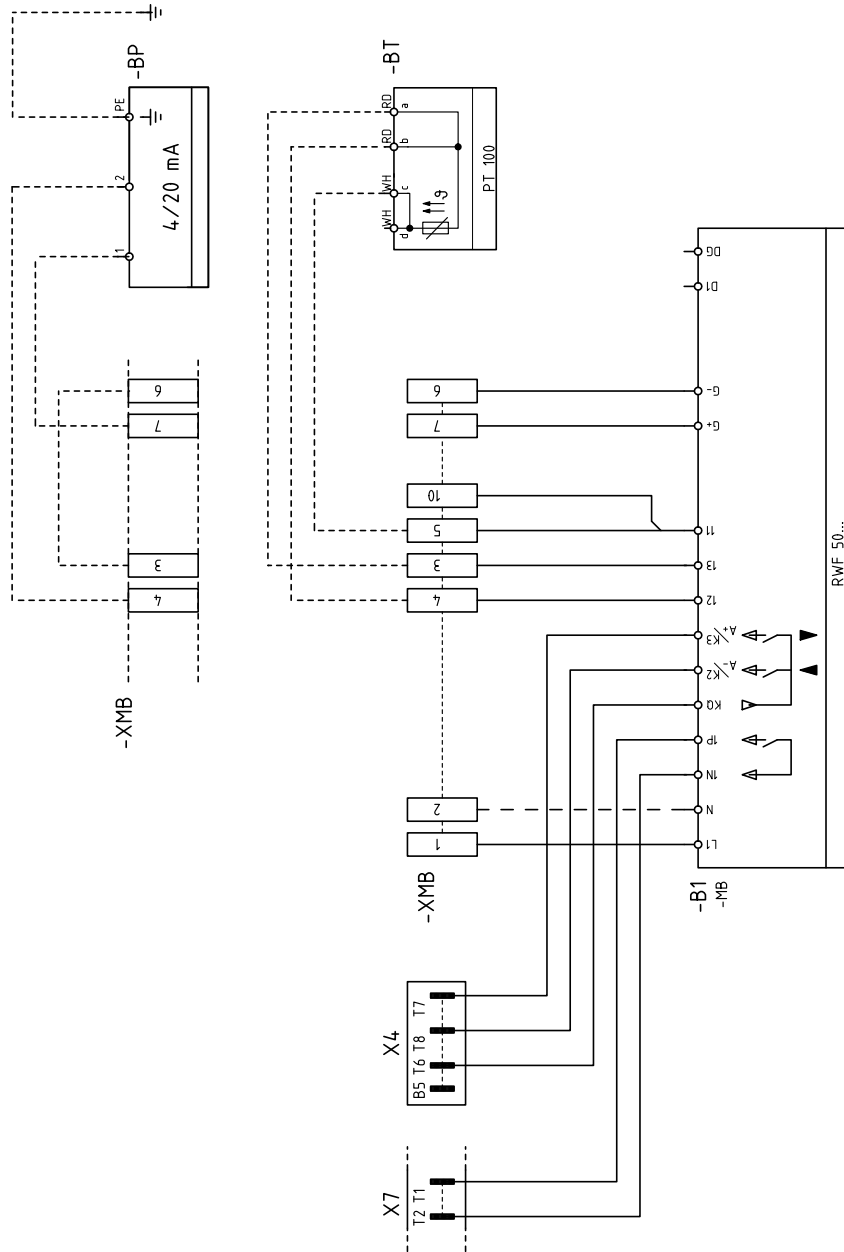 -BP
PE
2
1
4/20 mA
-BT
RD
RD
WH
WH
a
b
c
d
ϑ
PT 100
6
7
3
4
-XMB
6
7
10
5
3
4
2
1
-XMB
DG
D1
G-
G+
11
13
12
K3/A+
K2/A-
KQ
1P
1N
N
L1
RWF 50...
-B1
-MB
X4
B5 T6 T8 T7
X7
T2 T1